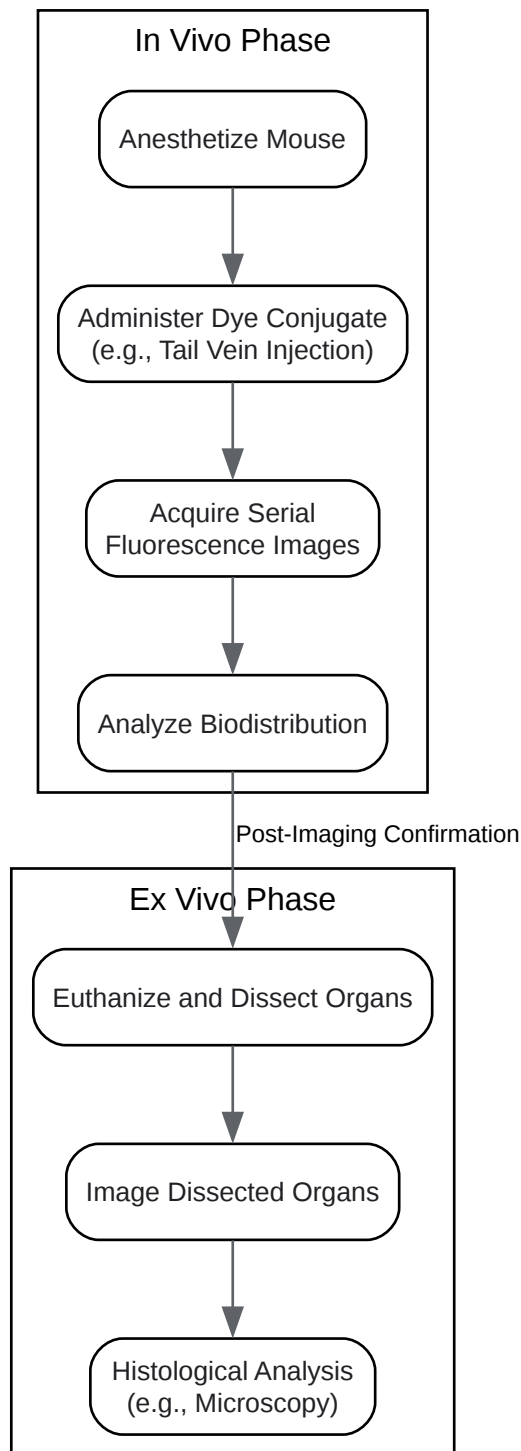 In Vivo Phase
Anesthetize Mouse
Administer Dye Conjugate
(e.g., Tail Vein Injection)
Acquire Serial
Fluorescence Images
Analyze Biodistribution
Post-Imaging Confirmation
Ex Vivo Phase
Euthanize and Dissect Organs
Image Dissected Organs
Histological Analysis
(e.g., Microscopy)